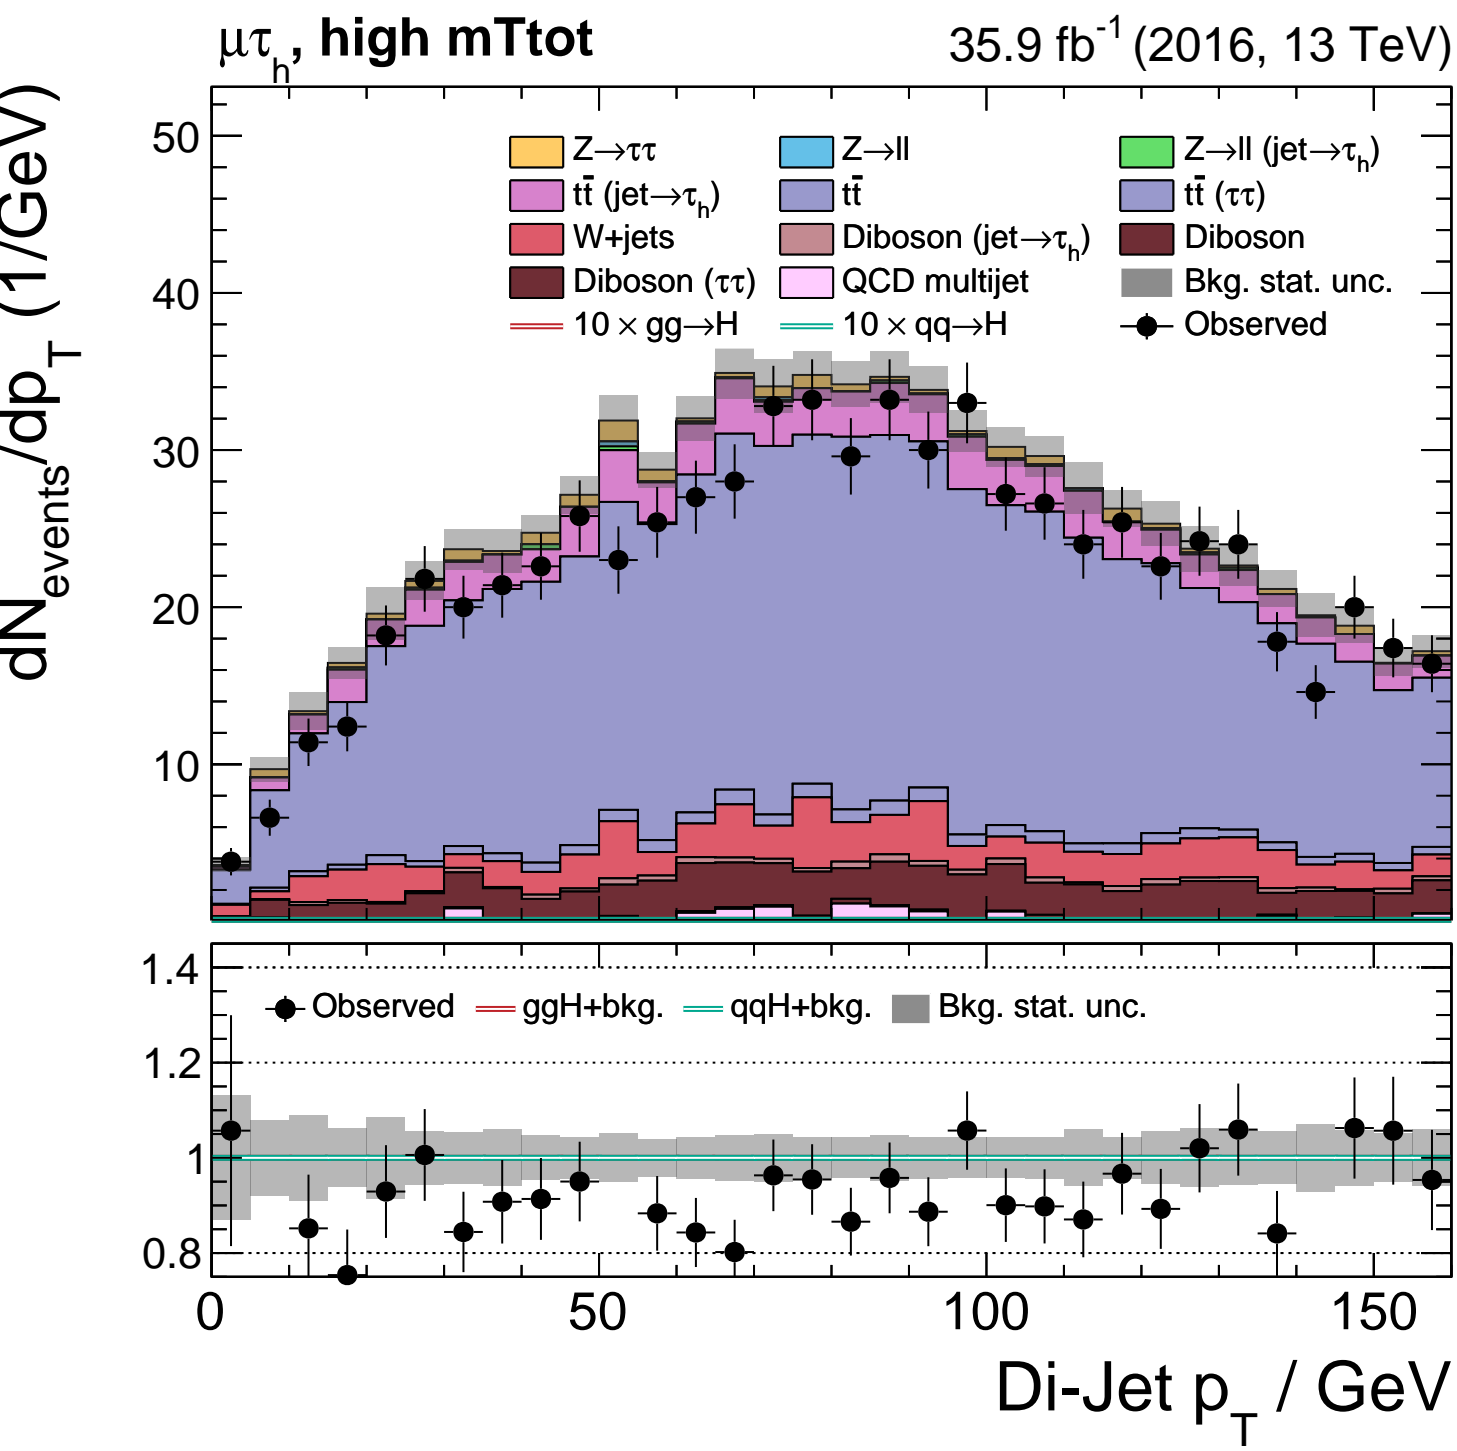 μτh, high mTtot 35.9 fb-1 (2016, 13 TeV)
dNevents/dpT (1/GeV)
50
40
30
20
10
Z→ττ Z→ll Z→ll (jet→τh)
tt̄ (jet→τh) tt̄ tt̄ (ττ)
W+jets Diboson (jet→τh) Diboson
Diboson (ττ) QCD multijet Bkg. stat. unc.
10 × gg→H 10 × qq→H Observed
1.4
1.2
1
0.8
Observed ggH+bkg. qqH+bkg. Bkg. stat. unc.
0 50 100 150
Di-Jet pT / GeV